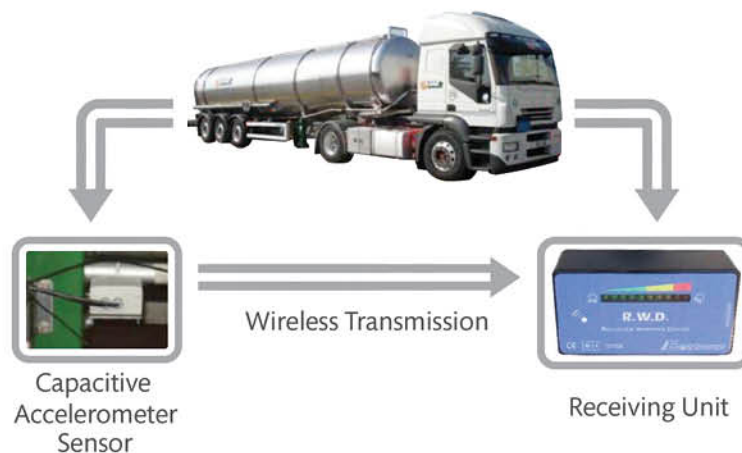 Wireless Transmission
R.W.D.
Capacitive
Accelerometer
Sensor
Receiving Unit